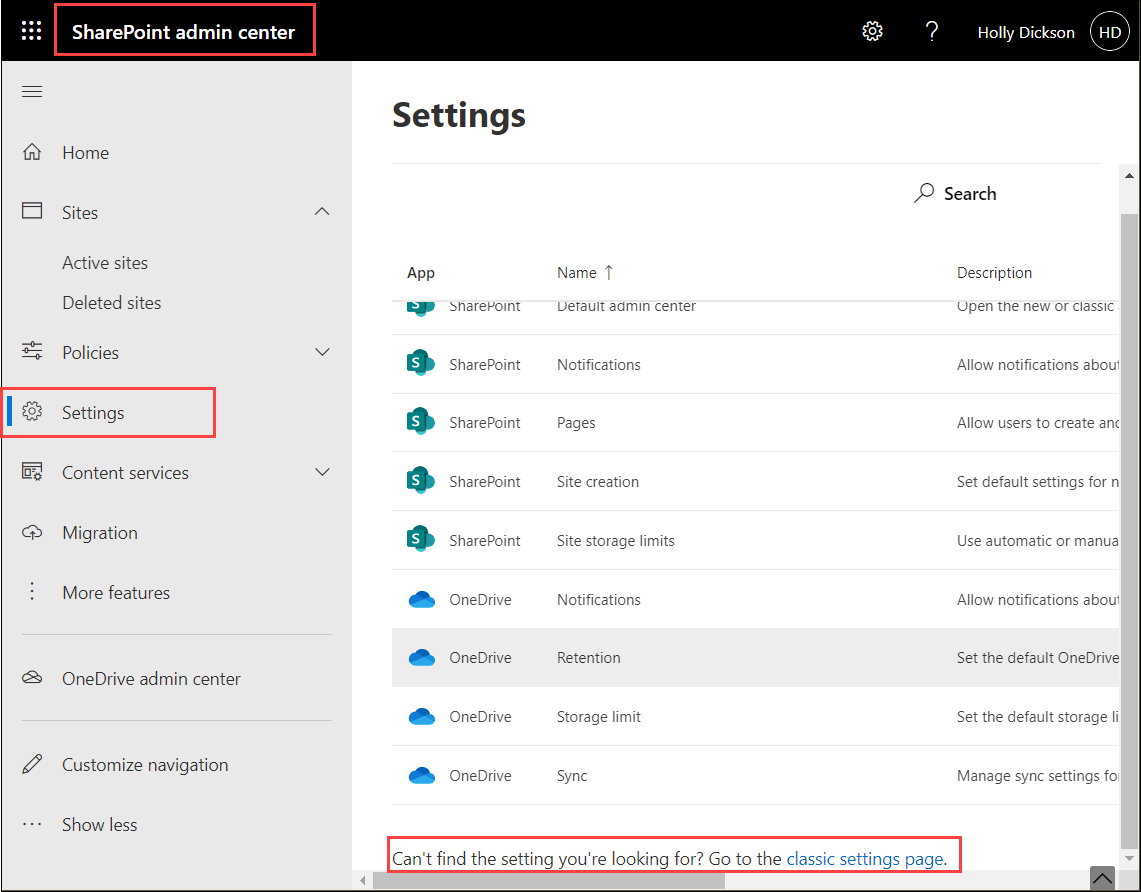 SharePoint admin center
Holly Dickson HD
Settings
Home
Sites
Active sites
Deleted sites
Policies
Settings
Content services
Migration
More features
OneDrive admin center
Customize navigation
Show less
Search
App Name ↑ Description
S SharePoint Default admin center Open the new or classic
S SharePoint Notifications Allow notifications about
S SharePoint Pages Allow users to create and
S SharePoint Site creation Set default settings for n
S SharePoint Site storage limits Use automatic or manua
OneDrive Notifications Allow notifications about
OneDrive Retention Set the default OneDrive
OneDrive Storage limit Set the default storage li
OneDrive Sync Manage sync settings fo
Can't find the setting you're looking for? Go to the classic settings page.